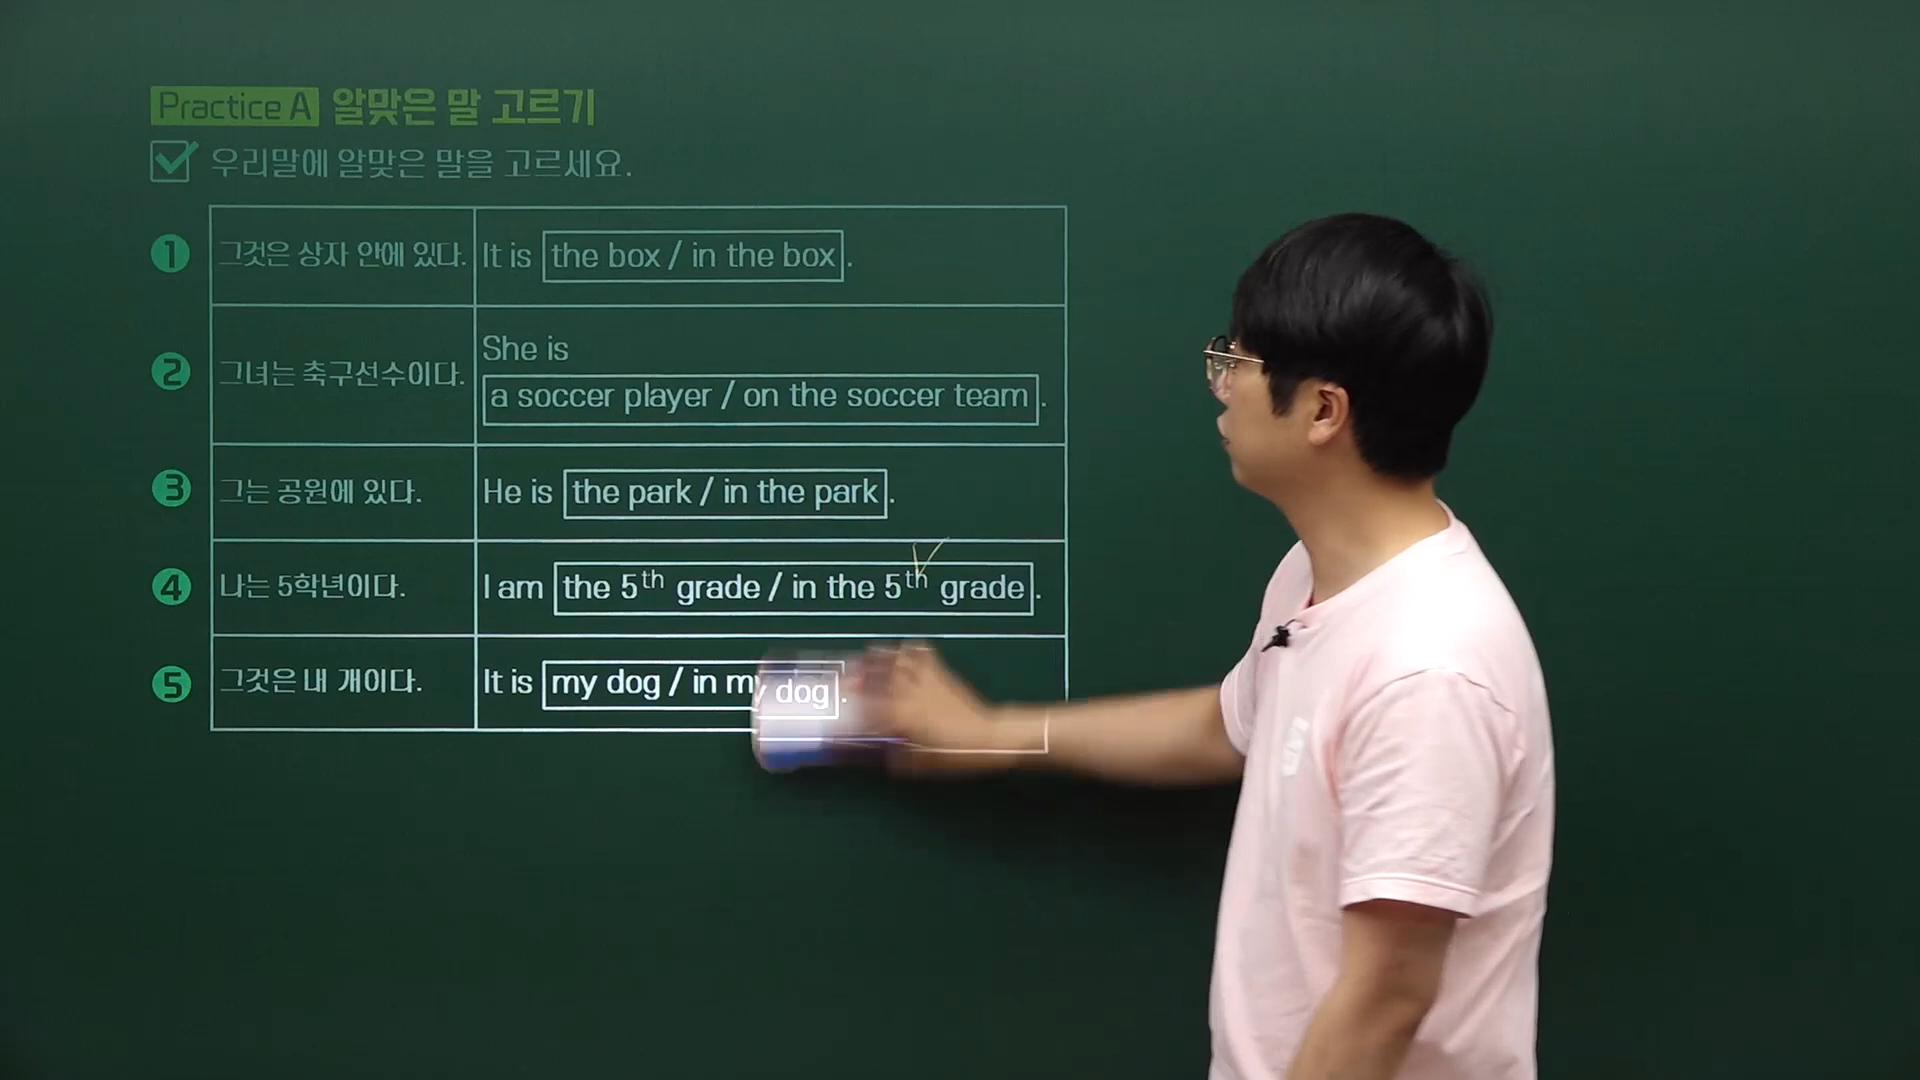 Practice A 알맞은 말 고르기
우리말에 알맞은 말을 고르세요.
1 그것은 상자 안에 있다. It is the box / in the box.
2 그녀는 축구선수이다. She is
a soccer player / on the soccer team.
3 그는 공원에 있다. He is the park / in the park.
4 나는 5학년이다. I am the 5th grade / in the 5th grade.
5 그것은 내 개이다. It is my dog / in my dog.